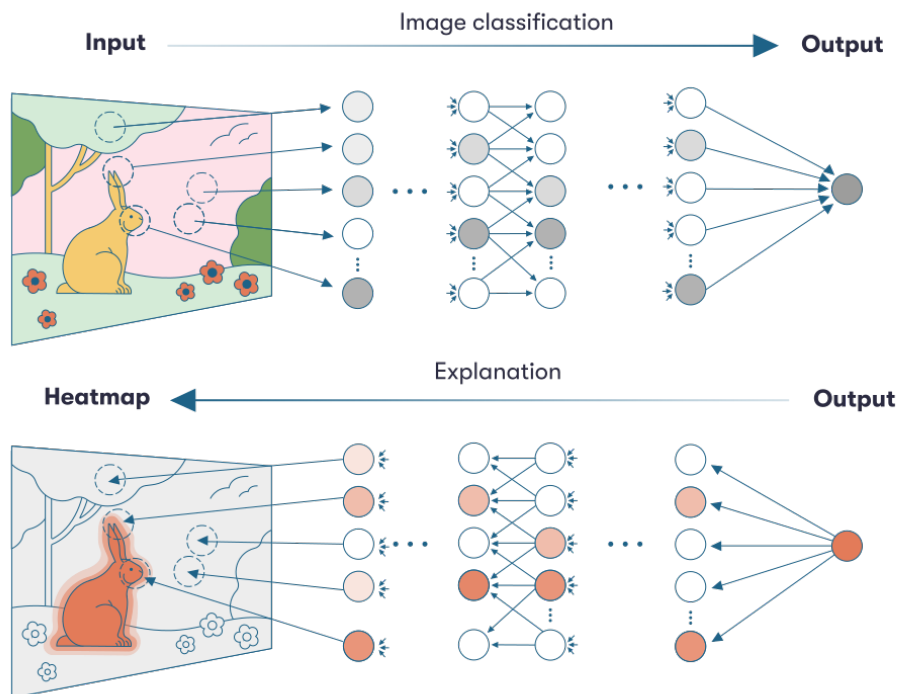 Image classification
Input
Output
Explanation
Heatmap
Output